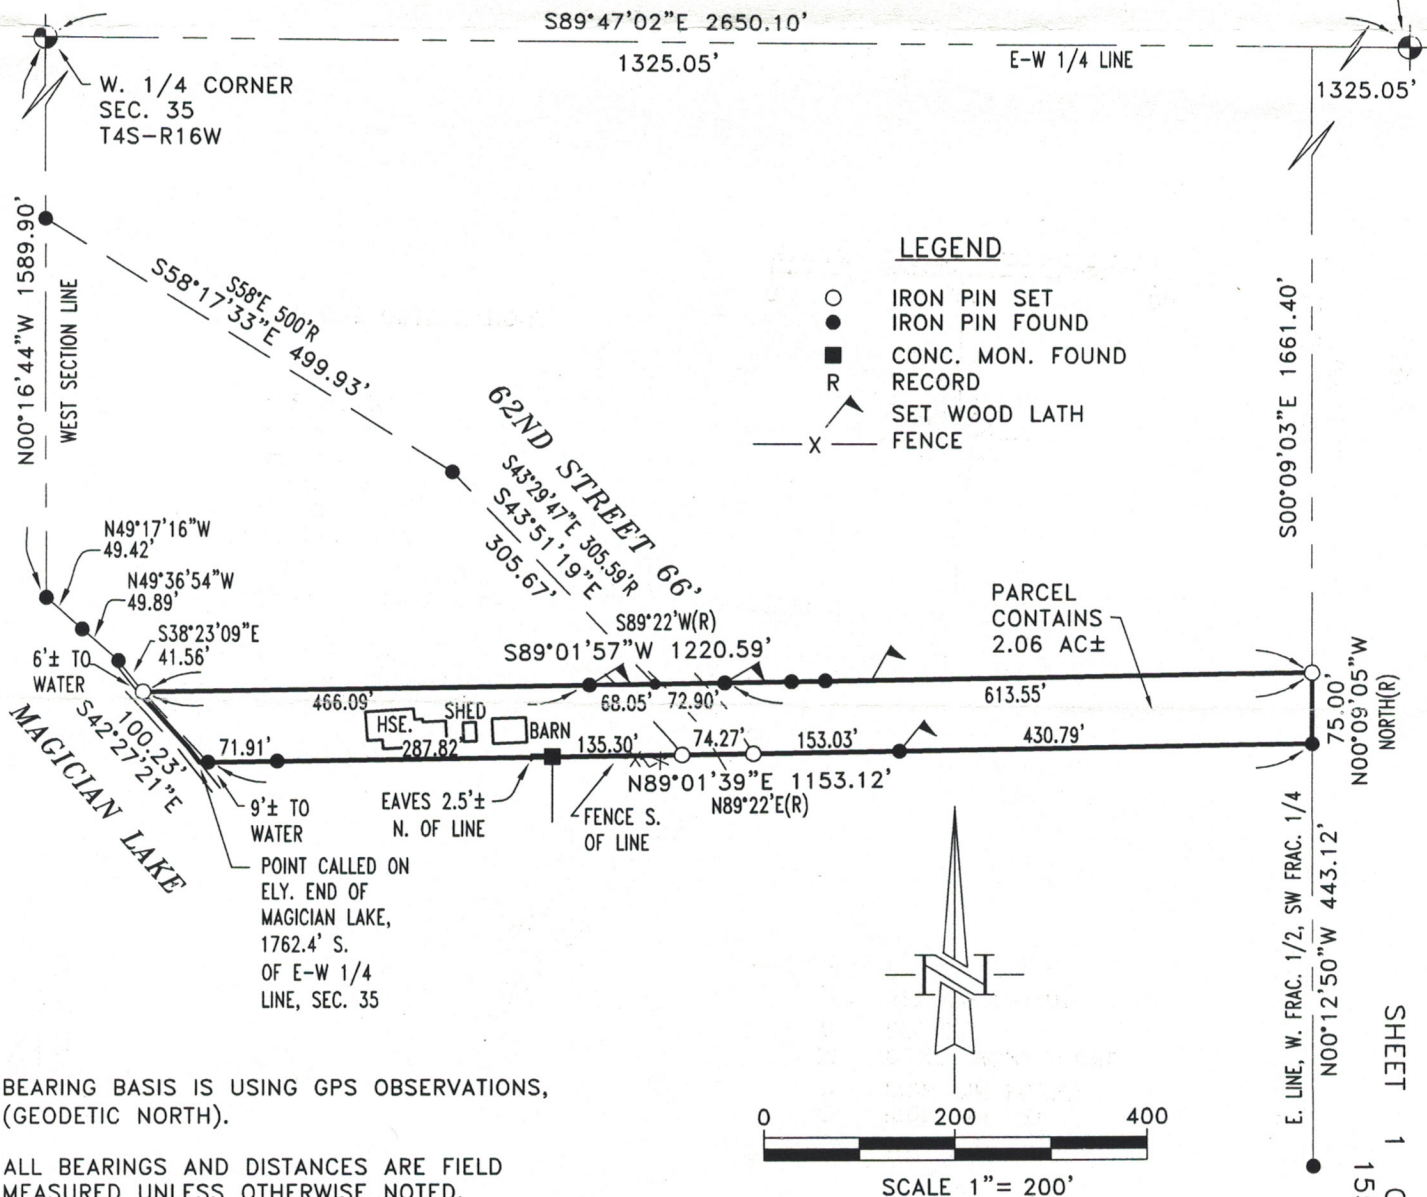 S89°47'02"E 2650.10'
1325.05'
E-W 1/4 LINE
1325.05'
W. 1/4 CORNER
SEC. 35
T4S-R16W
N00°16'44"W 1589.90'
WEST SECTION LINE
S58°E, 500'R
S58°17'33"E 499.93'
LEGEND
IRON PIN SET
IRON PIN FOUND
CONC. MON. FOUND
R RECORD
SET WOOD LATH
X FENCE
S00°09'03"E 1661.40'
62ND STREET 66'
S43°29'47"E 305.59'R
S43°51'19"E
305.67'
N49°17'16"W
49.42'
N49°36'54"W
49.89'
S38°23'09"E
41.56'
6'± TO
WATER
S89°22'W(R)
S89°01'57"W 1220.59'
PARCEL
CONTAINS
2.06 AC±
466.09'
68.05'
72.90'
613.55'
75.00'
N00°09'05"W
NORTH(R)
100.23'
S42°27'21"E
MAGICIAN LAKE
HSE.
SHED
BARN
71.91'
287.82'
135.30'
74.27'
153.03'
430.79'
N89°01'39"E 1153.12'
N89°22'E(R)
9'± TO
WATER
EAVES 2.5'±
N. OF LINE
FENCE S.
OF LINE
POINT CALLED ON
ELY. END OF
MAGICIAN LAKE,
1762.4' S.
OF E-W 1/4
LINE, SEC. 35
N
E. LINE, W. FRAC. 1/2, SW FRAC. 1/4
N00°12'50"W 443.12'
SHEET 1
15
BEARING BASIS IS USING GPS OBSERVATIONS,
(GEODETIC NORTH).
ALL BEARINGS AND DISTANCES ARE FIELD
MEASURED UNLESS OTHERWISE NOTED.
0 200 400
SCALE 1"= 200'